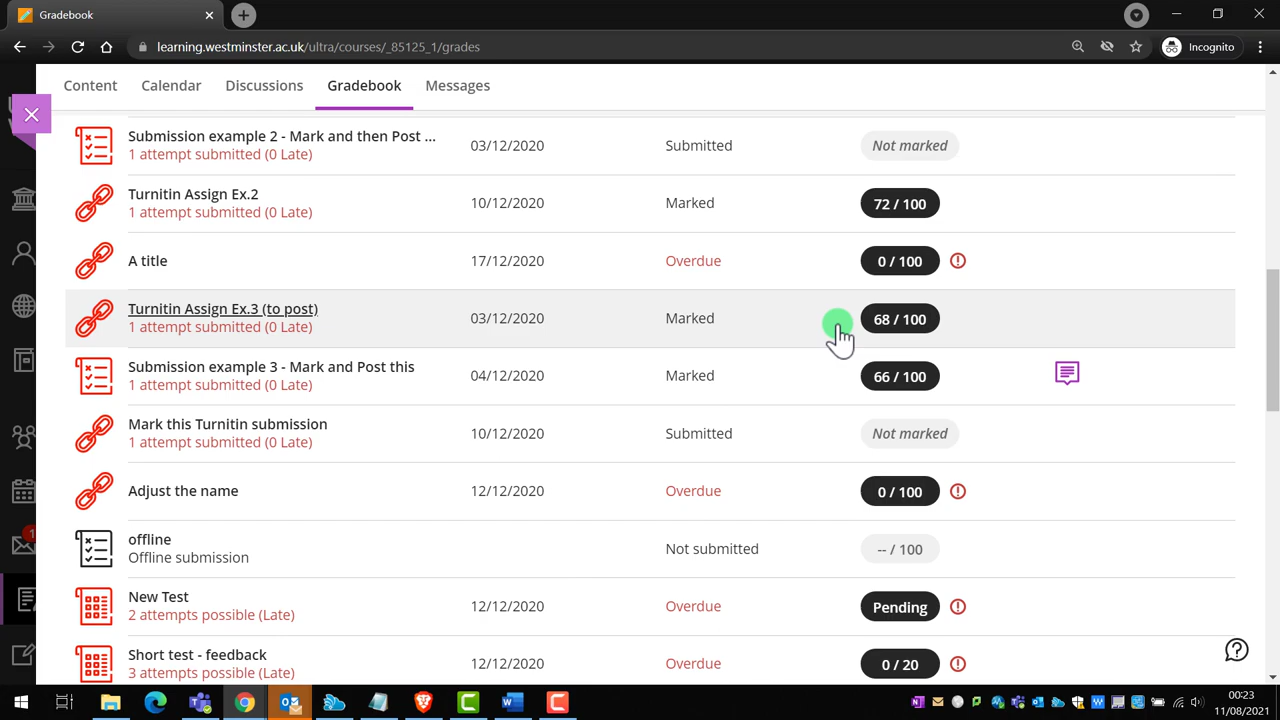 Gradebook
learning.westminster.ac.uk/ultra/courses/_85125_1/grades
Incognito
Content Calendar Discussions Gradebook Messages
Submission example 2 - Mark and then Post ...
1 attempt submitted (0 Late)
03/12/2020 Submitted Not marked
Turnitin Assign Ex.2
1 attempt submitted (0 Late)
10/12/2020 Marked 72 / 100
A title 17/12/2020 Overdue 0 / 100
Turnitin Assign Ex.3 (to post)
1 attempt submitted (0 Late)
03/12/2020 Marked 68 / 100
Submission example 3 - Mark and Post this
1 attempt submitted (0 Late)
04/12/2020 Marked 66 / 100
Mark this Turnitin submission
1 attempt submitted (0 Late)
10/12/2020 Submitted Not marked
Adjust the name 12/12/2020 Overdue 0 / 100
offline
Offline submission
Not submitted -- / 100
New Test
2 attempts possible (Late)
12/12/2020 Overdue Pending
Short test - feedback
3 attempts possible (Late)
12/12/2020 Overdue 0 / 20
1
00:23
11/08/2021